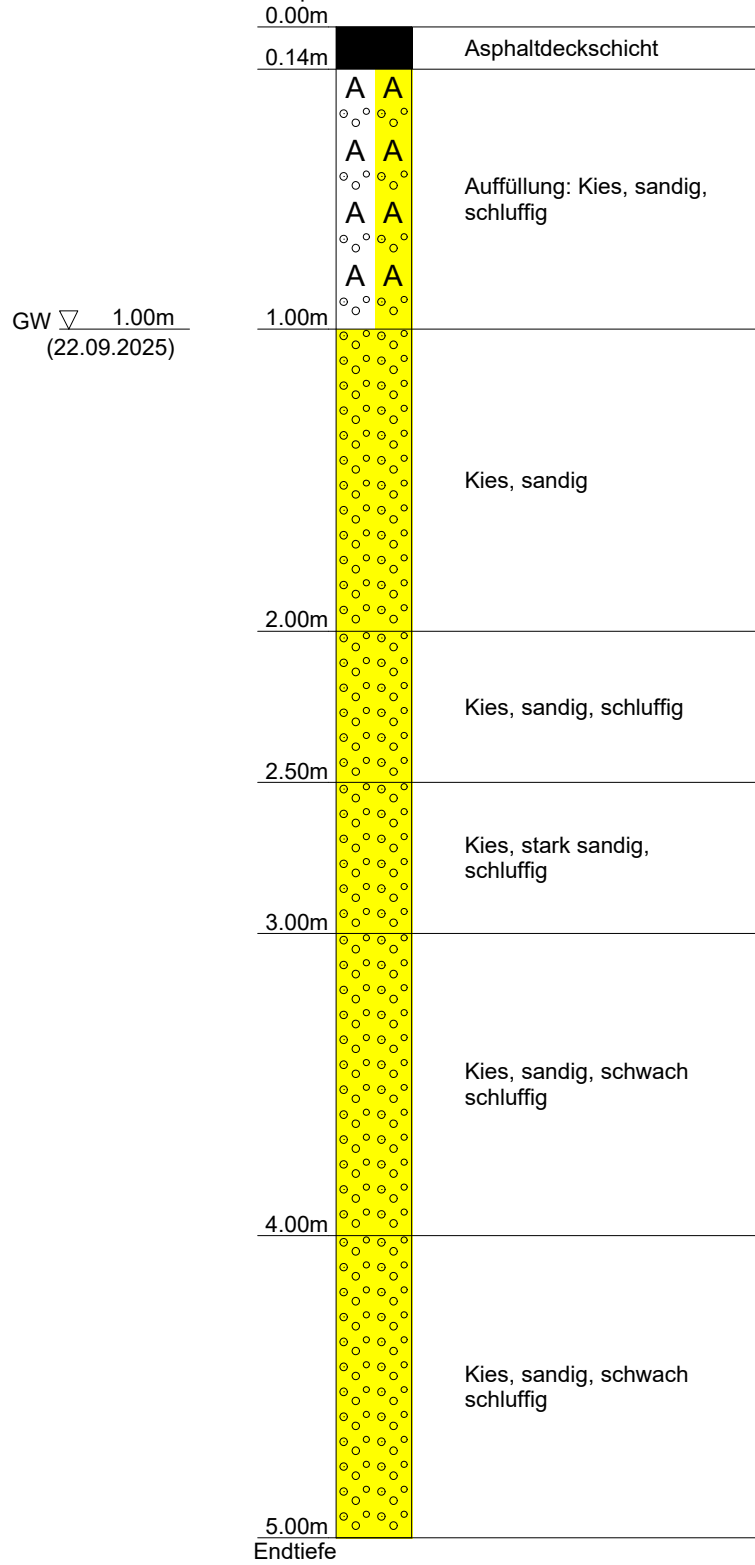 0.00m
Asphaltdeckschicht
0.14m
A A
A A
Auffüllung: Kies, sandig,
schluffig
A A
A A
GW 1.00m
1.00m
(22.09.2025)
Kies, sandig
2.00m
Kies, sandig, schluffig
2.50m
Kies, stark sandig,
schluffig
3.00m
Kies, sandig, schwach
schluffig
4.00m
Kies, sandig, schwach
schluffig
5.00m
Endtiefe